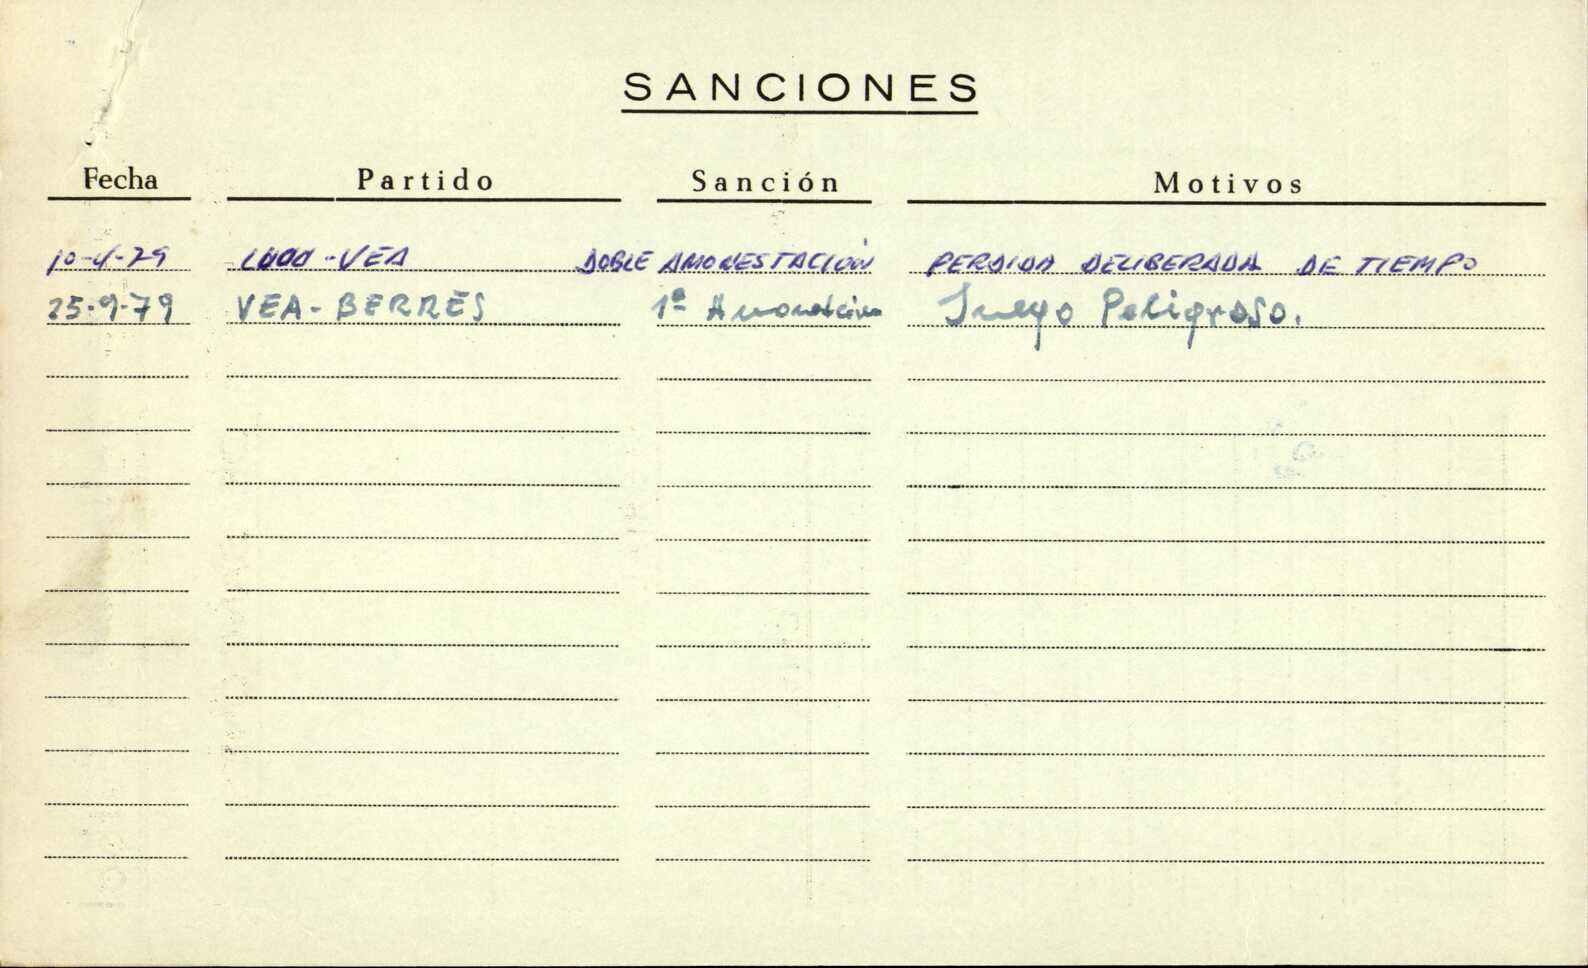 SANCIONES
Fecha Partido Sanción Motivos
10-4-79 -VEA DOBLE AMONESTACIÓN PERDIDA DELIBERADA DE TIEMPO
25-9-79 VEA-BERRES 1ª Amonestación Juego Peligroso.